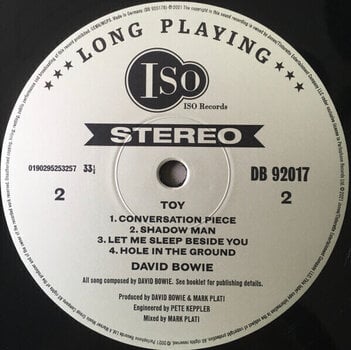 ★★★ LONG PLAYING ★★★
ISO
ISO Records
STEREO
0190295253257 33⅓
DB 92017
2
2
TOY
1. CONVERSATION PIECE
2. SHADOW MAN
3. LET ME SLEEP BESIDE YOU
4. HOLE IN THE GROUND
DAVID BOWIE
All song composed by DAVID BOWIE. See booklet for publishing details.
Produced by DAVID BOWIE & MARK PLATI
Engineered by PETE KEPPLER
Mixed by MARK PLATI